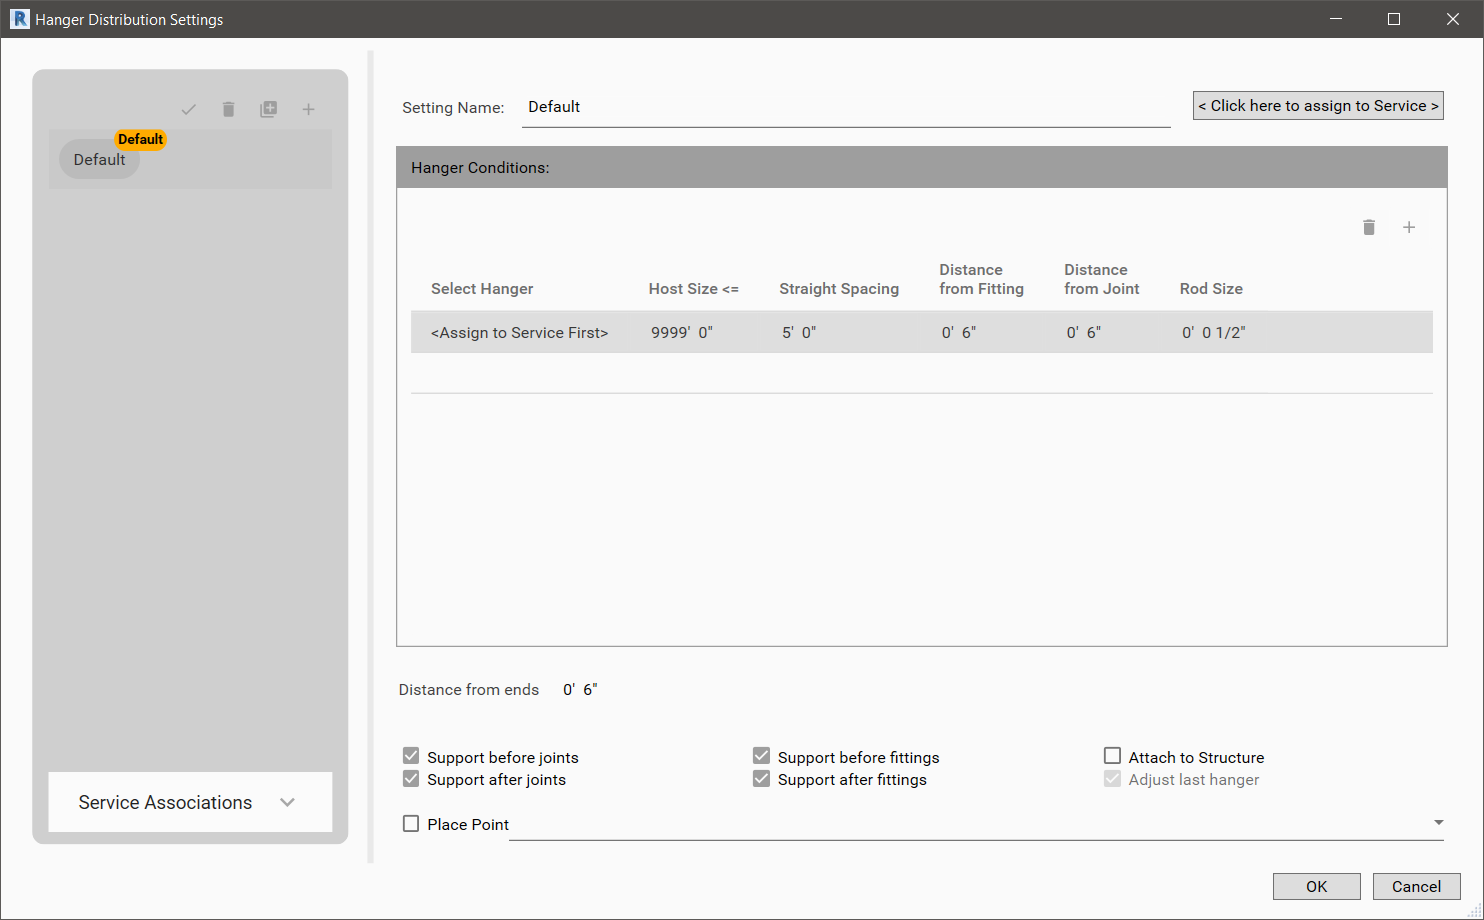 Hanger Distribution Settings
Default
Default
Service Associations
Setting Name: Default
< Click here to assign to Service >
Hanger Conditions:
Select Hanger Host Size <= Straight Spacing Distance from Fitting Distance from Joint Rod Size
<Assign to Service First> 9999' 0" 5' 0" 0' 6" 0' 6" 0' 0 1/2"
Distance from ends 0' 6"
Support before joints Support before fittings Attach to Structure
Support after joints Support after fittings Adjust last hanger
Place Point
OK Cancel